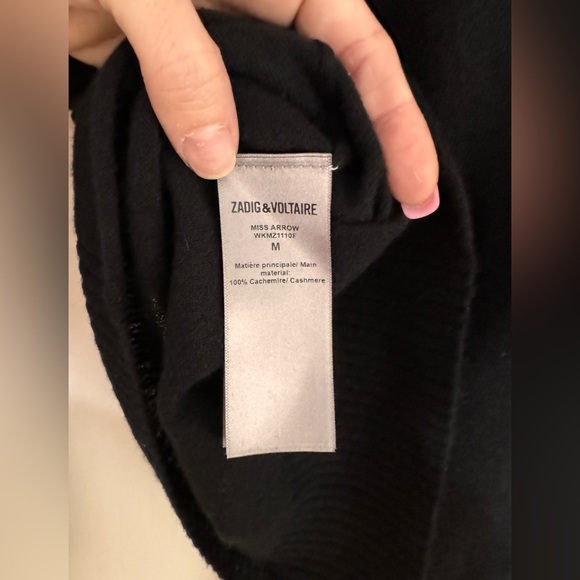 ZADIG&VOLTAIRE
MISS ARROW
WKMZ1110F
M
Matière principale/ Main
material:
100% Cachemire/ Cashmere